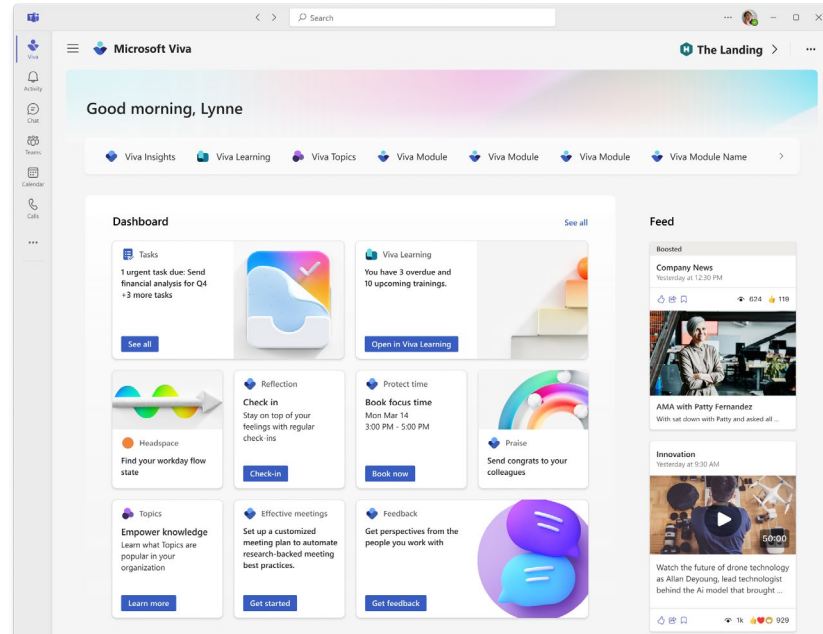 Search
Viva
Activity
Chat
Teams
Calendar
Calls
Microsoft Viva
The Landing
Good morning, Lynne
Viva Insights
Viva Learning
Viva Topics
Viva Module
Viva Module
Viva Module
Viva Module Name
Dashboard
See all
Tasks
1 urgent task due: Send
financial analysis for Q4
+3 more tasks
See all
Viva Learning
You have 3 overdue and
10 upcoming trainings.
Open in Viva Learning
Headspace
Find your workday flow
state
Reflection
Check in
Stay on top of your
feelings with regular
check-ins
Check-in
Protect time
Book focus time
Mon Mar 14
3:00 PM - 5:00 PM
Book now
Praise
Send congrats to your
colleagues
Topics
Empower knowledge
Learn what Topics are
popular in your
organization
Learn more
Effective meetings
Set up a customized
meeting plan to automate
research-backed meeting
best practices.
Get started
Feedback
Get perspectives from the
people you work with
Get feedback
Feed
Boosted
Company News
Yesterday at 12:30 PM
624 119
AMA with Patty Fernandez
With sat down with Patty and asked all ...
Innovation
Yesterday at 9:30 AM
50:00
Watch the future of drone technology
as Allan Deyoung, lead technologist
behind the Ai model that brought ...
1k 929